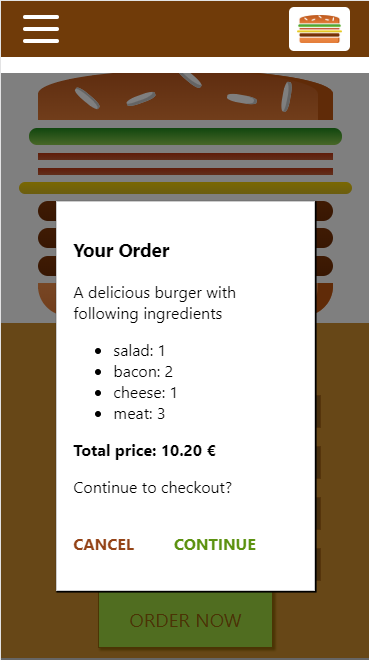 Your Order
A delicious burger with
following ingredients
salad: 1
bacon: 2
cheese: 1
meat: 3
Total price: 10.20 €
Continue to checkout?
CANCEL CONTINUE
ORDER NOW